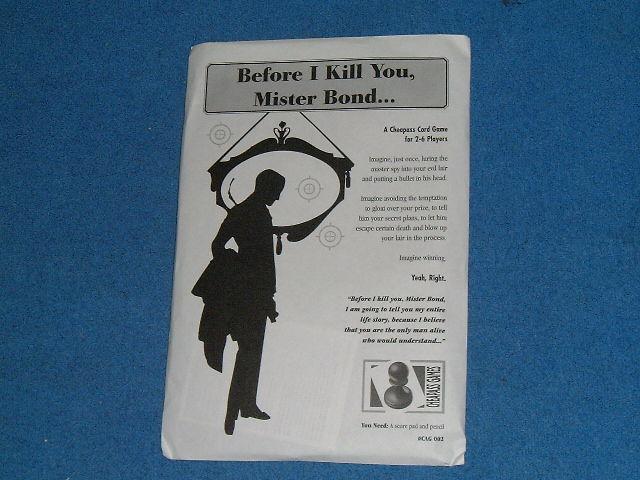 Before I Kill You,
Mister Bond...
A Cheapass Card Game
for 2-6 Players
Imagine, just once, luring the
master spy into your evil lair
and putting a bullet in his head.
Imagine avoiding the temptation
to gloat over your prize, to tell
him your secret plans, to let him
escape certain death and blow up
your lair in the process.
Imagine winning.
Yeah, Right.
"Before I kill you, Mister Bond,
I am going to tell you my entire
life story, because I believe
that you are the only man alive
who would understand..."
CHEAPASS GAMES
You Need: A score pad and pencil
#CAG 002